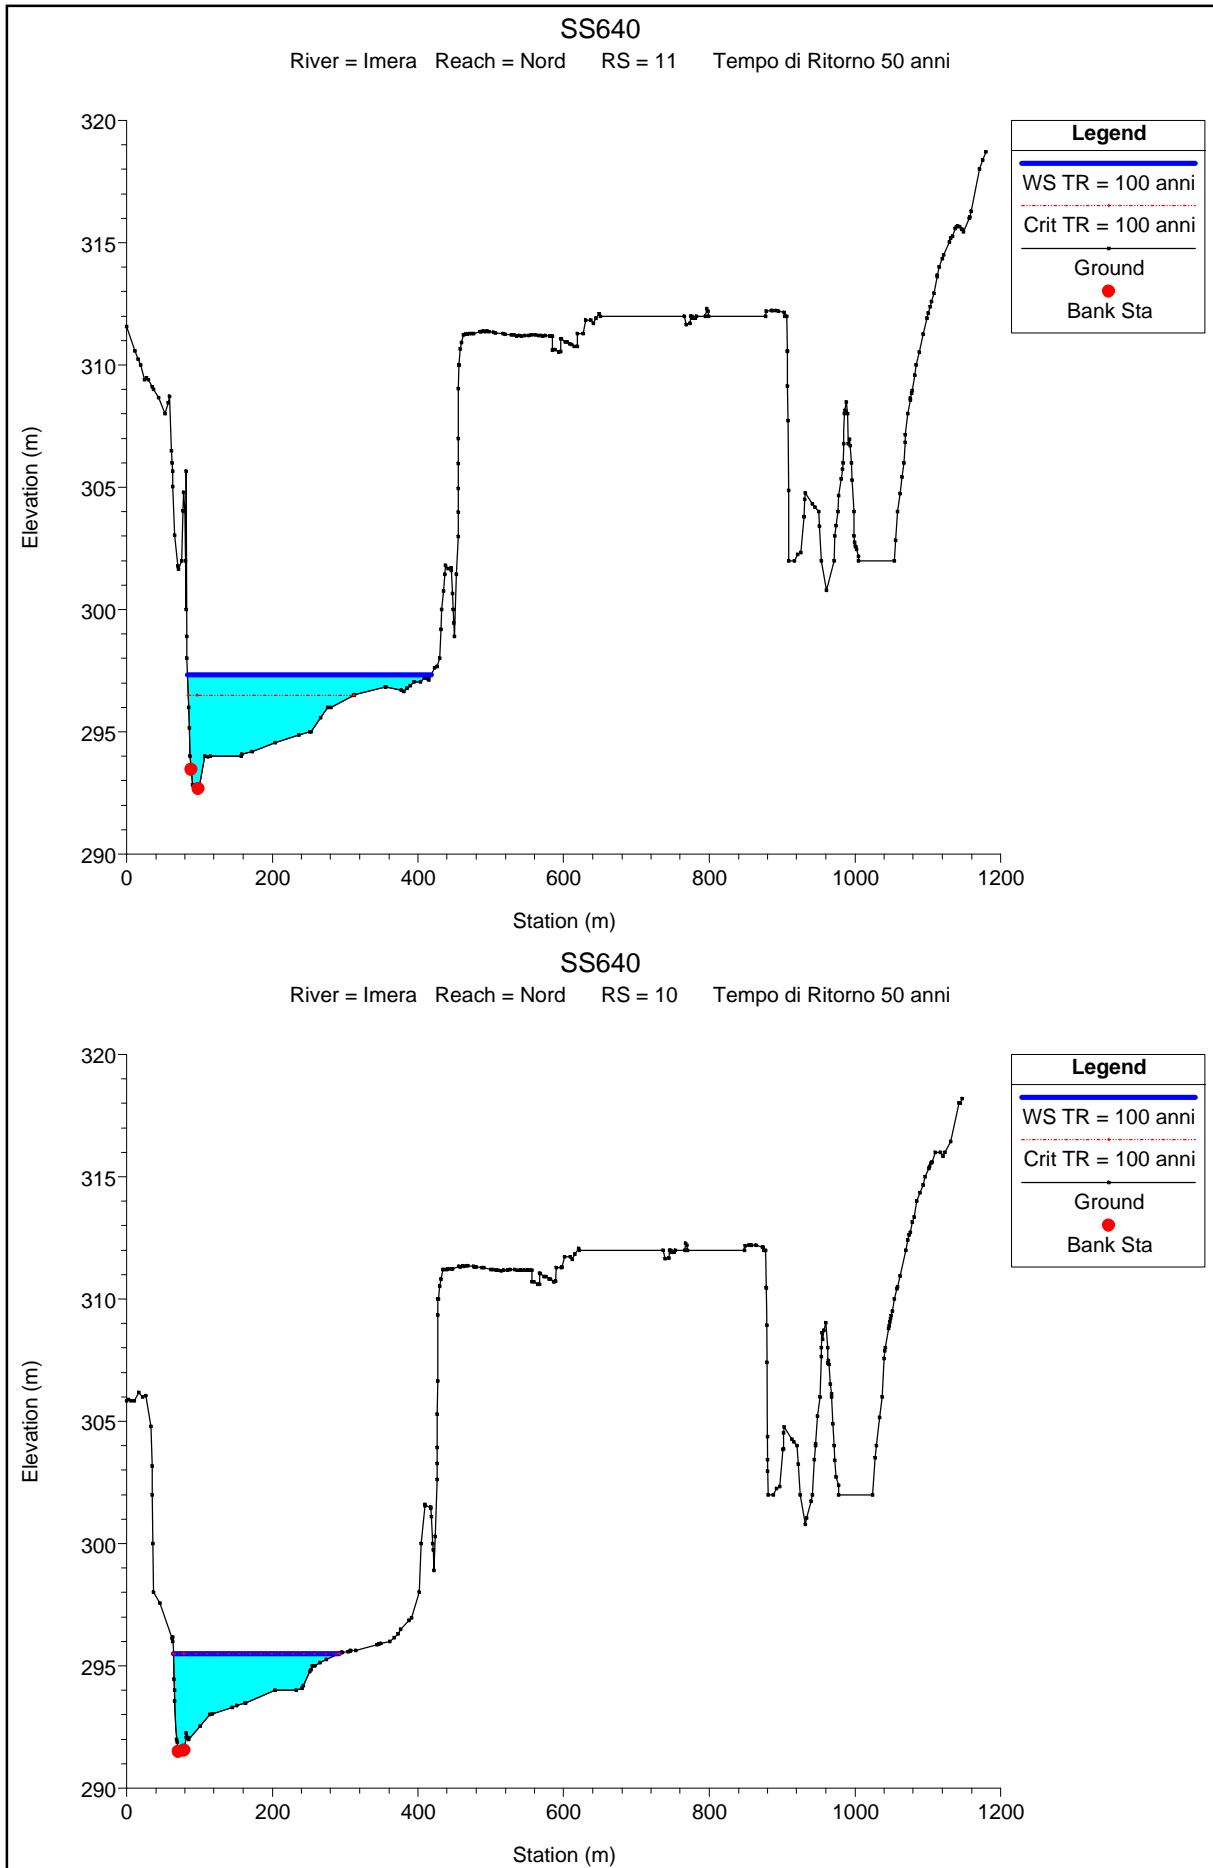 SS640
River = Imera   Reach = Nord      RS = 11      Tempo di Ritorno 50 anni
320
315
310
305
300
295
290
Elevation (m)
0 200 400 600 800 1000 1200
Station (m)
Legend
WS TR = 100 anni
Crit TR = 100 anni
Ground
Bank Sta
SS640
River = Imera   Reach = Nord      RS = 10      Tempo di Ritorno 50 anni
320
315
310
305
300
295
290
Elevation (m)
0 200 400 600 800 1000 1200
Station (m)
Legend
WS TR = 100 anni
Crit TR = 100 anni
Ground
Bank Sta